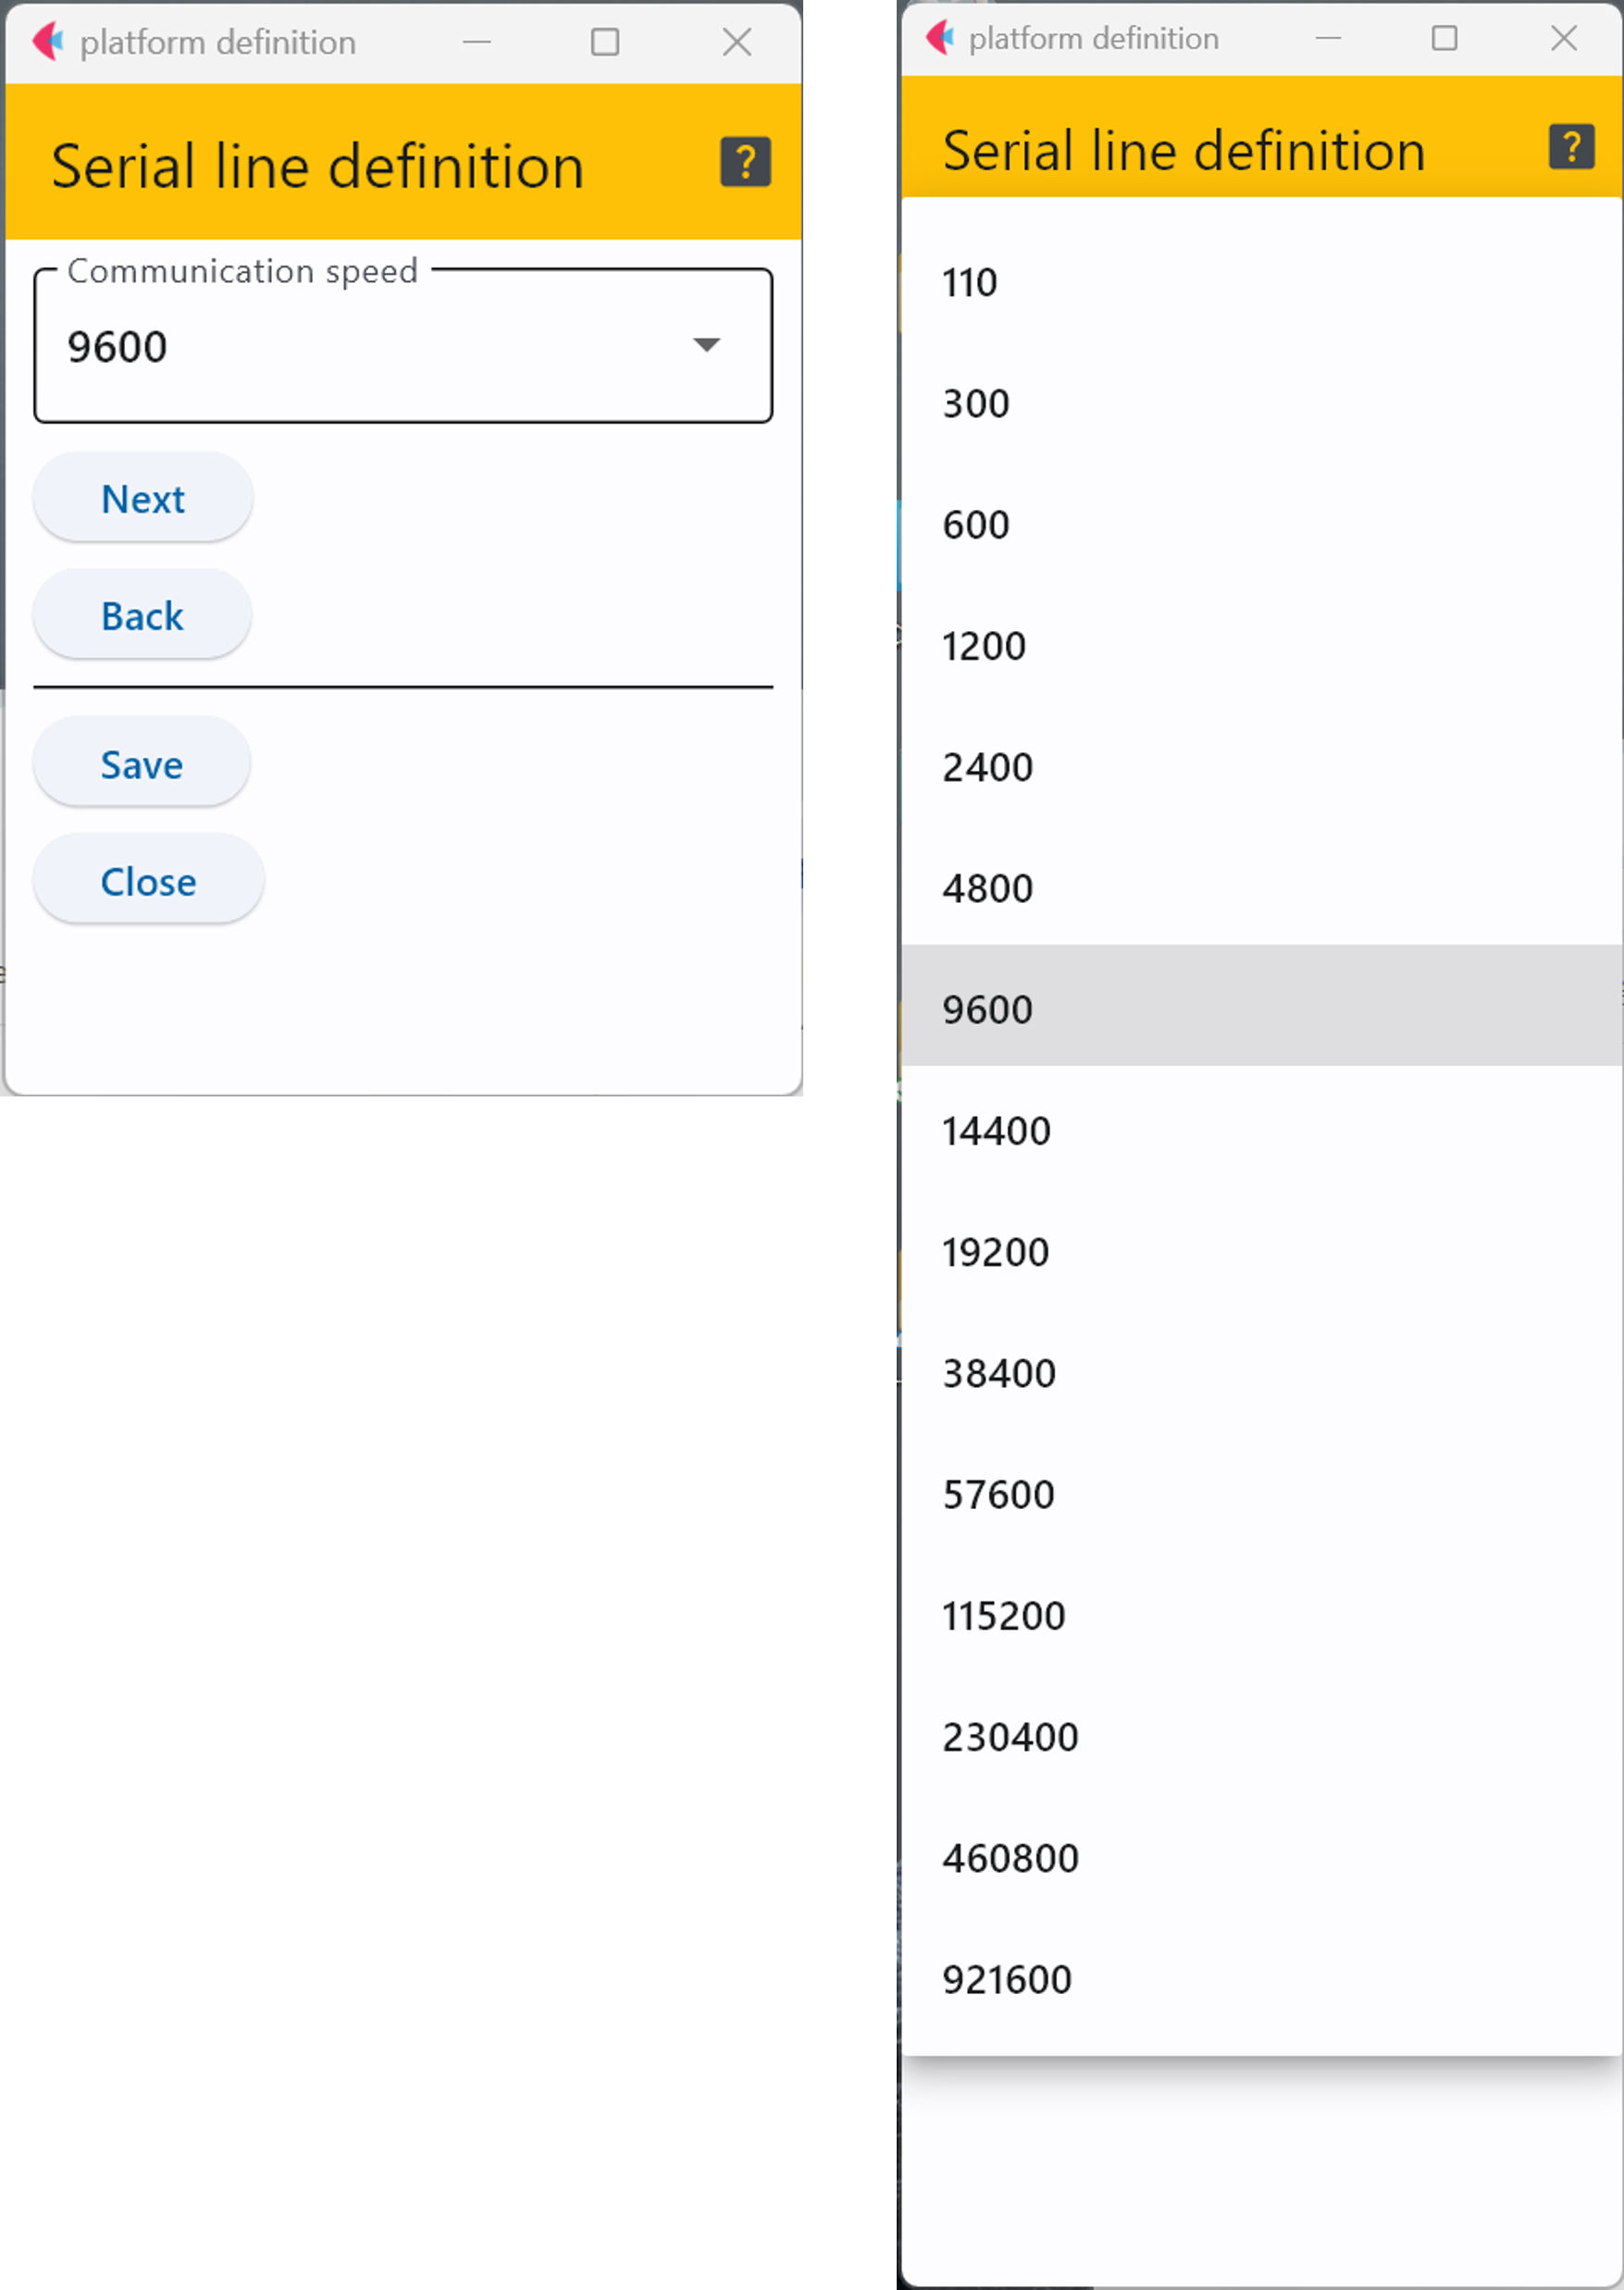 platform definition
Serial line definition
?
Communication speed
9600
Next
Back
Save
Close
platform definition
Serial line definition
?
110
300
600
1200
2400
4800
9600
14400
19200
38400
57600
115200
230400
460800
921600